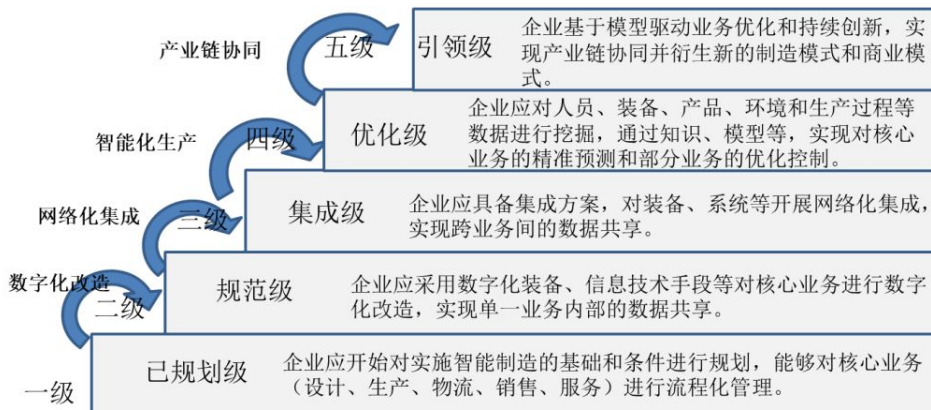 产业链协同
五级
引领级
企业基于模型驱动业务优化和持续创新，实
现产业链协同并衍生新的制造模式和商业模
式。
智能化生产
四级
优化级
企业应对人员、装备、产品、环境和生产过程等
数据进行挖掘，通过知识、模型等，实现对核心
业务的精准预测和部分业务的优化控制。
网络化集成
三级
集成级
企业应具备集成方案，对装备、系统等开展网络化集成，
实现跨业务间的数据共享。
数字化改造
二级
规范级
企业应采用数字化装备、信息技术手段等对核心业务进行数字
化改造，实现单一业务内部的数据共享。
一级
已规划级
企业应开始对实施智能制造的基础和条件进行规划，能够对核心业务
（设计、生产、物流、销售、服务）进行流程化管理。